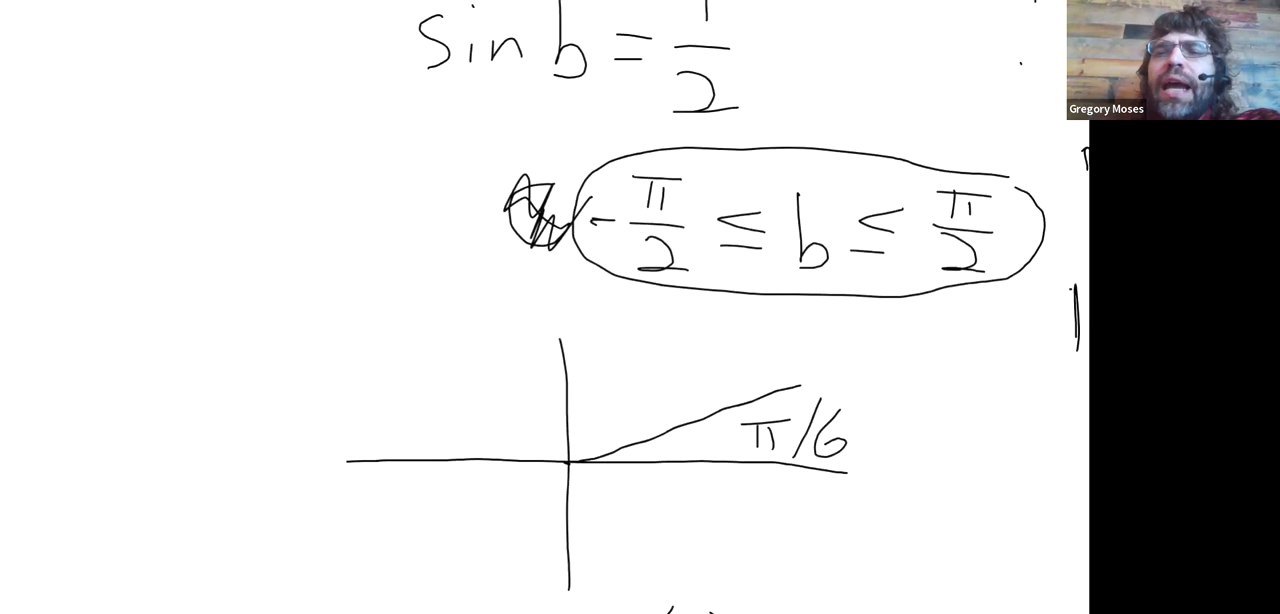 sin b = 1/2
Gregory Moses
-π/2 ≤ b ≤ π/2
π/6